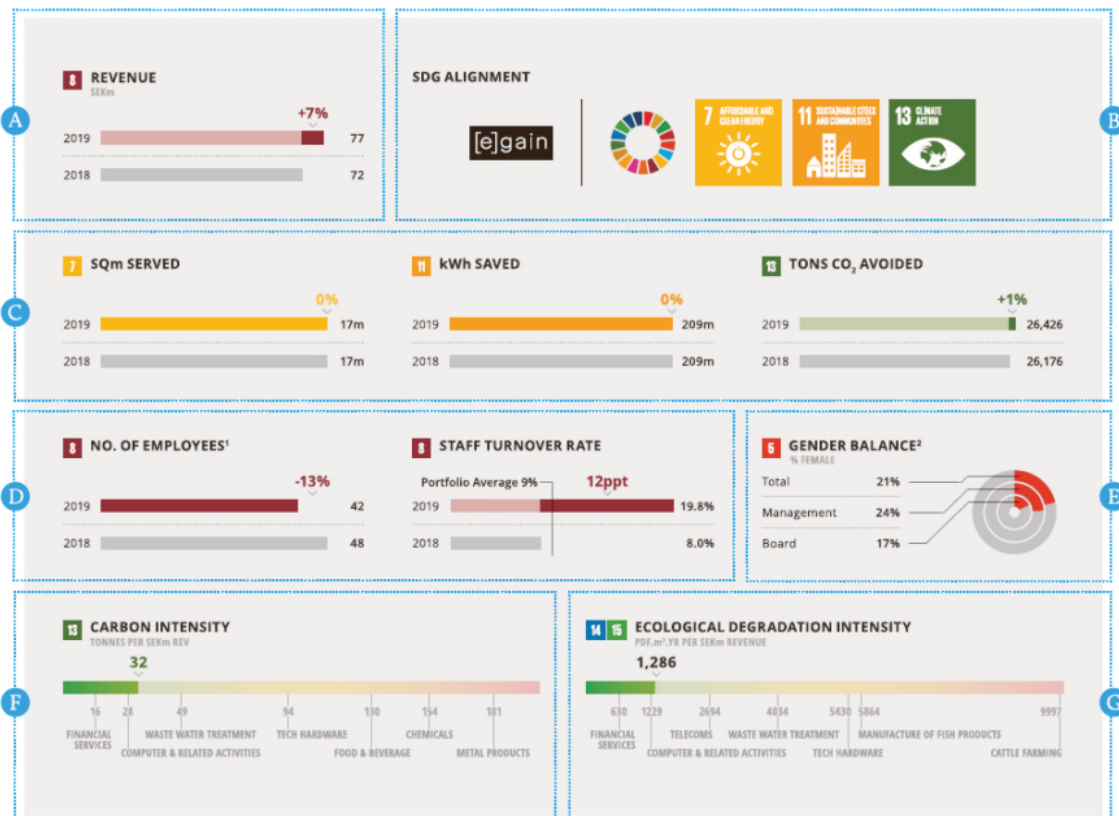 A
8 REVENUE
SEKm
+7%
2019 77
2018 72
B
SDG ALIGNMENT
[e]gain
7 AFFORDABLE AND CLEAN ENERGY
11 SUSTAINABLE CITIES AND COMMUNITIES
13 CLIMATE ACTION
C
7 SQm SERVED
0%
2019 17m
2018 17m
11 kWh SAVED
0%
2019 209m
2018 209m
13 TONS CO₂ AVOIDED
+1%
2019 26,426
2018 26,176
D
8 NO. OF EMPLOYEES¹
-13%
2019 42
2018 48
8 STAFF TURNOVER RATE
Portfolio Average 9% 12ppt
2019 19.8%
2018 8.0%
E
5 GENDER BALANCE²
% FEMALE
Total 21%
Management 24%
Board 17%
F
13 CARBON INTENSITY
TONNES PER SEKm REV
32
16 28 49 94 130 154 181
FINANCIAL SERVICES
COMPUTER & RELATED ACTIVITIES
WASTE WATER TREATMENT
TECH HARDWARE
FOOD & BEVERAGE
CHEMICALS
METAL PRODUCTS
G
14 15 ECOLOGICAL DEGRADATION INTENSITY
PDF.m².YR PER SEKm REVENUE
1,286
630 1229 2694 4034 5430 5864 9997
FINANCIAL SERVICES
COMPUTER & RELATED ACTIVITIES
TELECOMS
WASTE WATER TREATMENT
TECH HARDWARE
MANUFACTURE OF FISH PRODUCTS
CATTLE FARMING